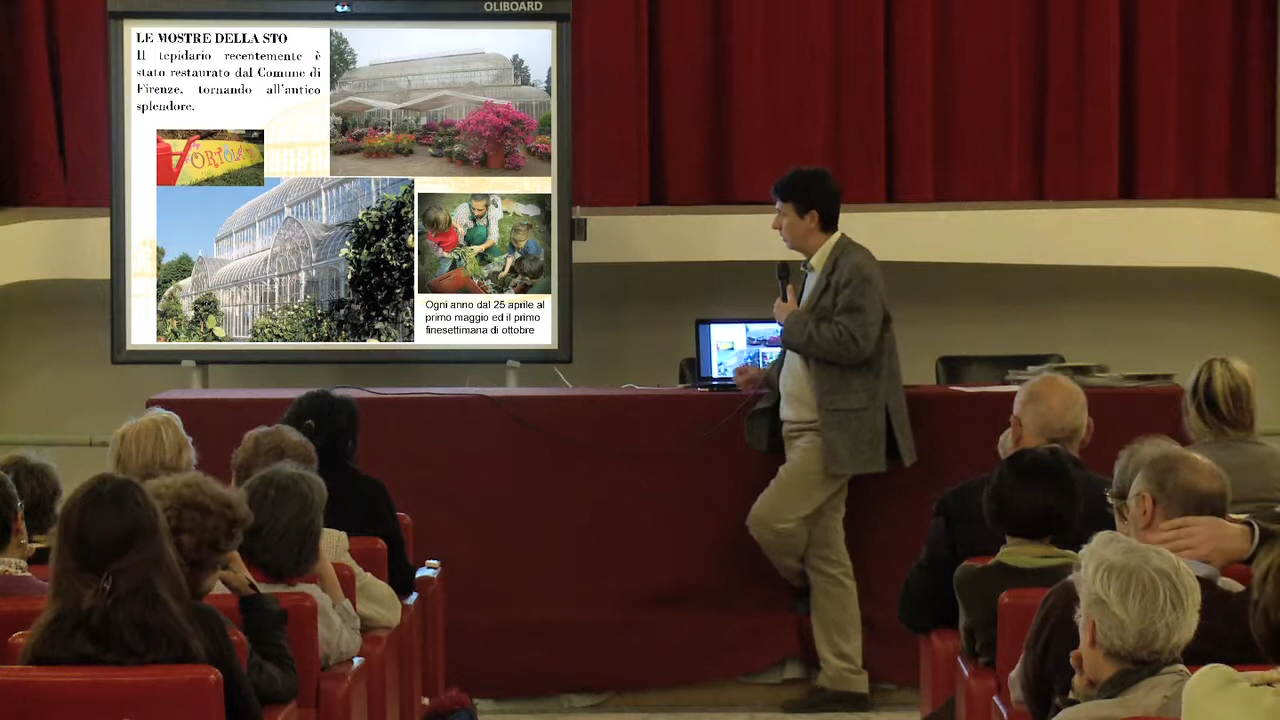 OLIBOARD
LE MOSTRE DELLA STO
Il tepidario recentemente è
stato restaurato dal Comune di
Firenze, tornando all'antico
splendore.
ORTOLA
Ogni anno dal 25 aprile al
primo maggio ed il primo
finesettimana di ottobre